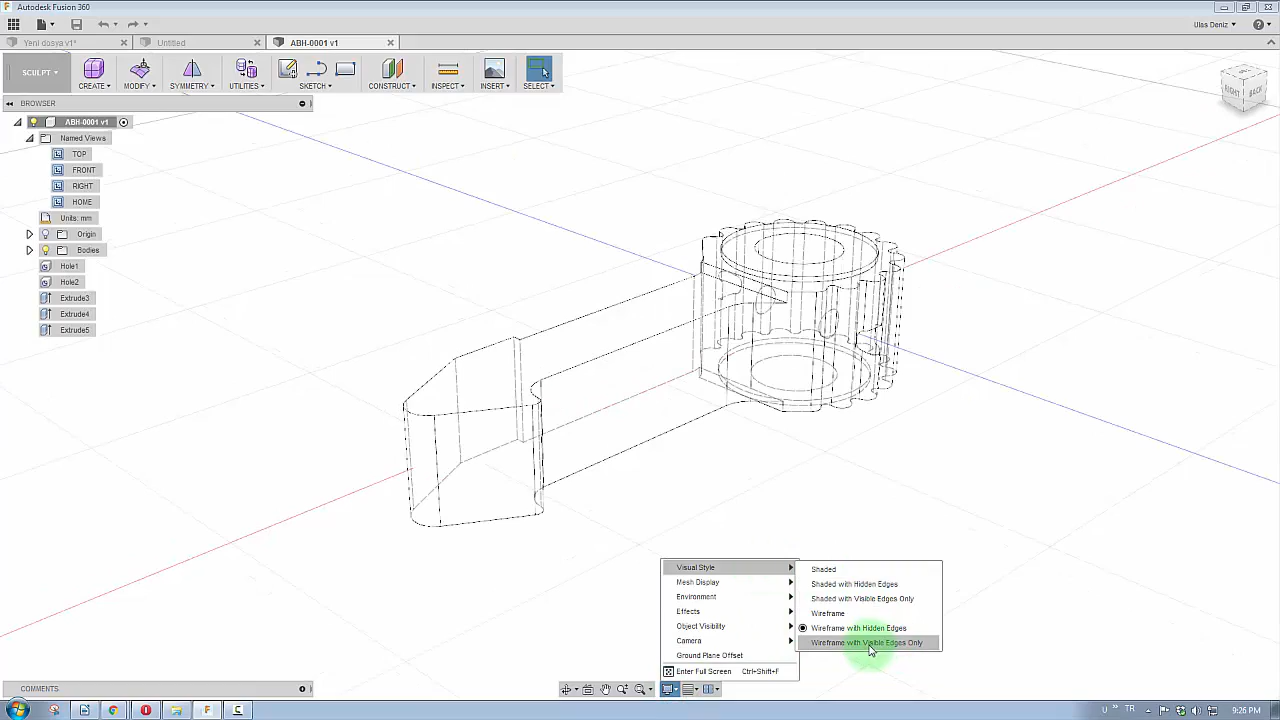 Autodesk Fusion 360
Ulas Deniz
Yeni dosya v1*
Untitled
ABH-0001 v1
SCULPT
CREATE
MODIFY
SYMMETRY
UTILITIES
SKETCH
CONSTRUCT
INSPECT
INSERT
SELECT
BROWSER
RIGHT
BACK
ABH-0001 v1
Named Views
TOP
FRONT
RIGHT
HOME
Units: mm
Origin
Bodies
Hole1
Hole2
Extrude3
Extrude4
Extrude5
Visual Style
Mesh Display
Environment
Effects
Object Visibility
Camera
Ground Plane Offset
Enter Full Screen Ctrl+Shift+F
Shaded
Shaded with Hidden Edges
Shaded with Visible Edges Only
Wireframe
Wireframe with Hidden Edges
Wireframe with Visible Edges Only
COMMENTS
U » TR 9:26 PM